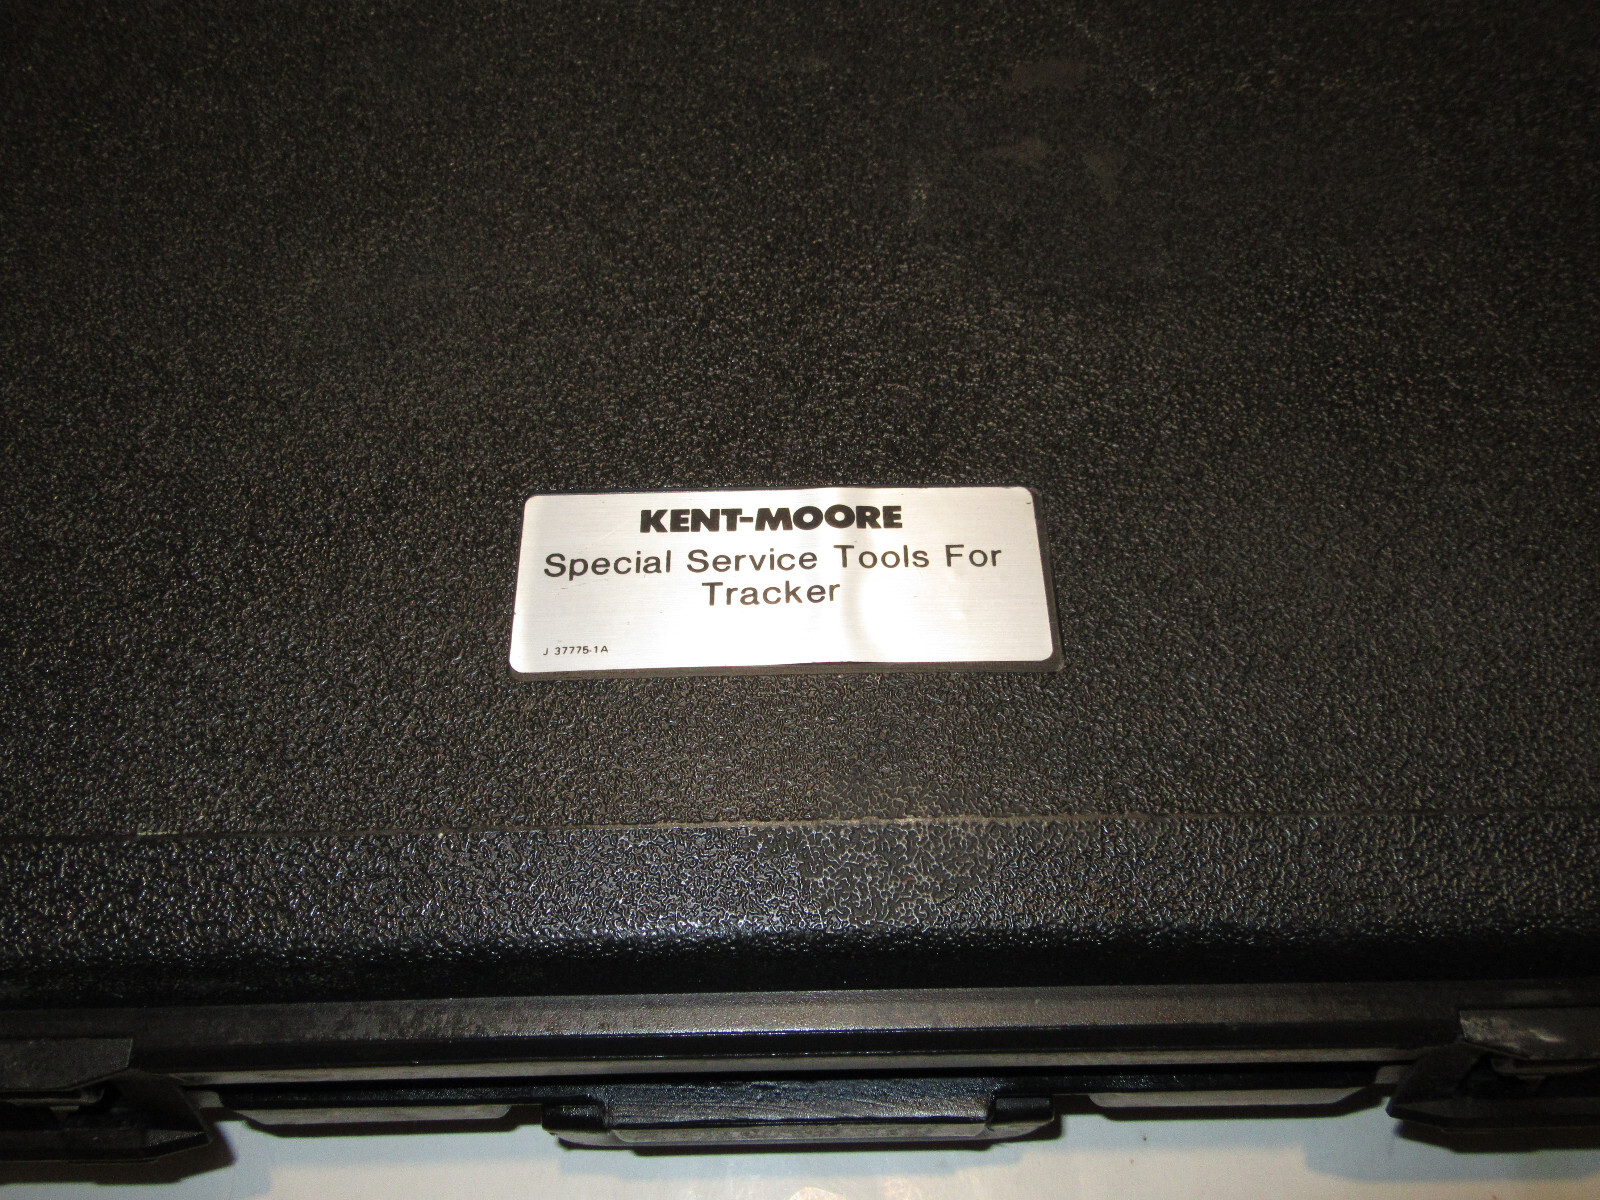 KENT-MOORE
Special Service Tools For
Tracker
J 37775-1A